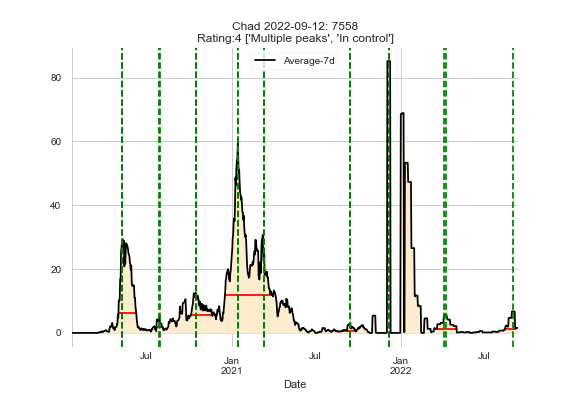 Chad 2022-09-12: 7558
Rating:4 ['Multiple peaks', 'In control']
Average-7d
80
60
40
20
0
Jul
Jan
2021
Jul
Jan
2022
Jul
Date